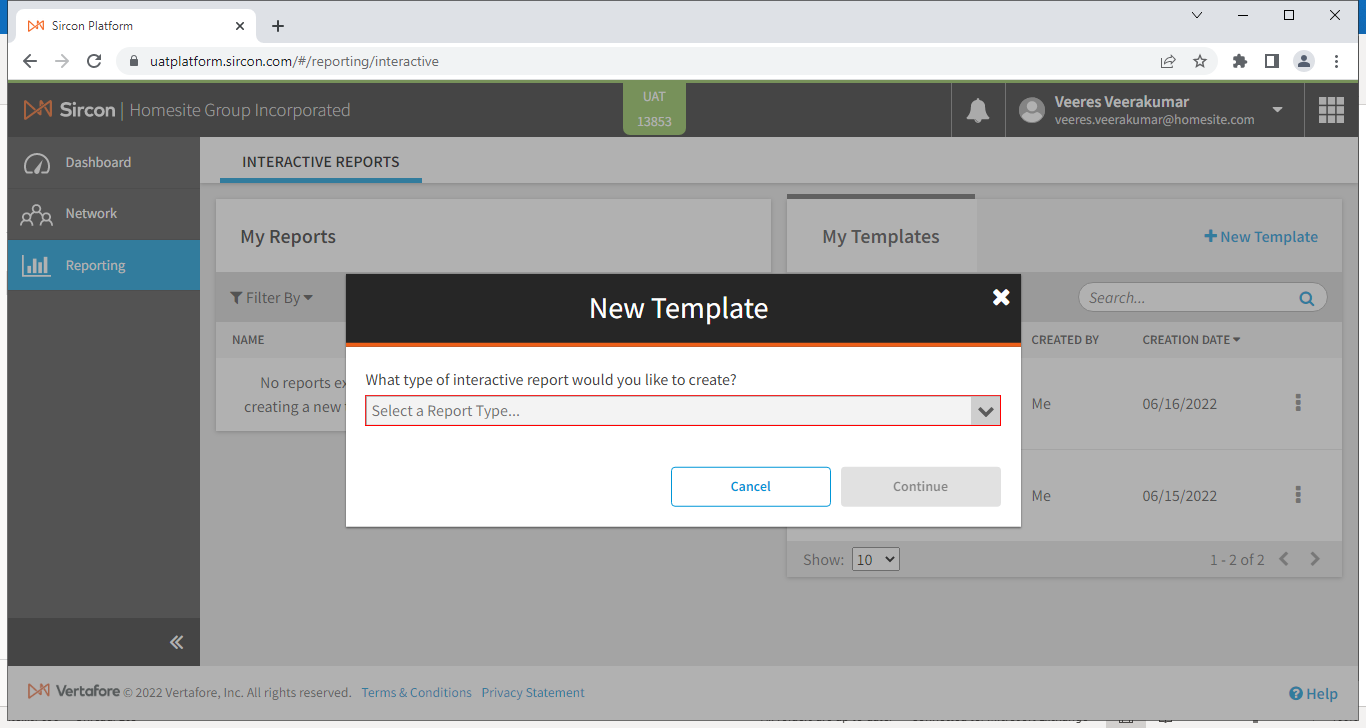 Sircon Platform
uatplatform.sircon.com/#/reporting/interactive
Sircon | Homesite Group Incorporated
UAT
13853
Veeres Veerakumar
veeres.veerakumar@homesite.com
Dashboard
Network
Reporting
INTERACTIVE REPORTS
My Reports
My Templates
New Template
Filter By
Search...
NAME
CREATED BY
CREATION DATE
No reports ex
creating a new
Me
06/16/2022
Me
06/15/2022
Show: 10
1 - 2 of 2
New Template
What type of interactive report would you like to create?
Select a Report Type...
Cancel
Continue
Vertafore © 2022 Vertafore, Inc. All rights reserved. Terms & Conditions Privacy Statement
Help